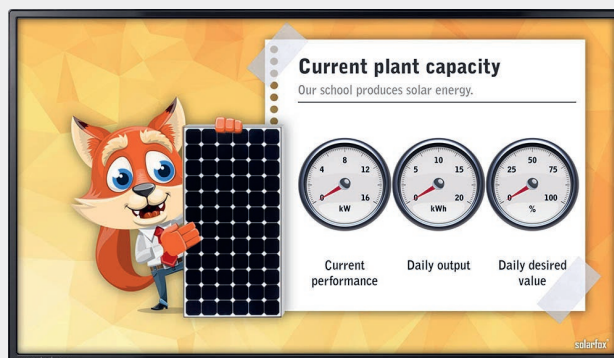 Current plant capacity
Our school produces solar energy.
0 4 8 12 16
kW
0 5 10 15 20
kWh
0 25 50 75 100
%
Current
performance
Daily output
Daily desired
value
solarfox